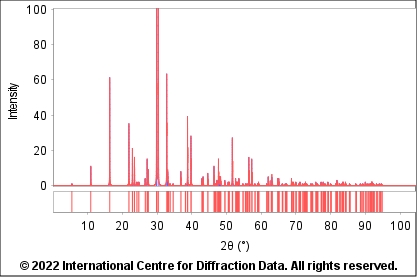 100
80
60
40
20
0
Intensity
10 20 30 40 50 60 70 80 90 100
2θ (°)
© 2022 International Centre for Diffraction Data. All rights reserved.